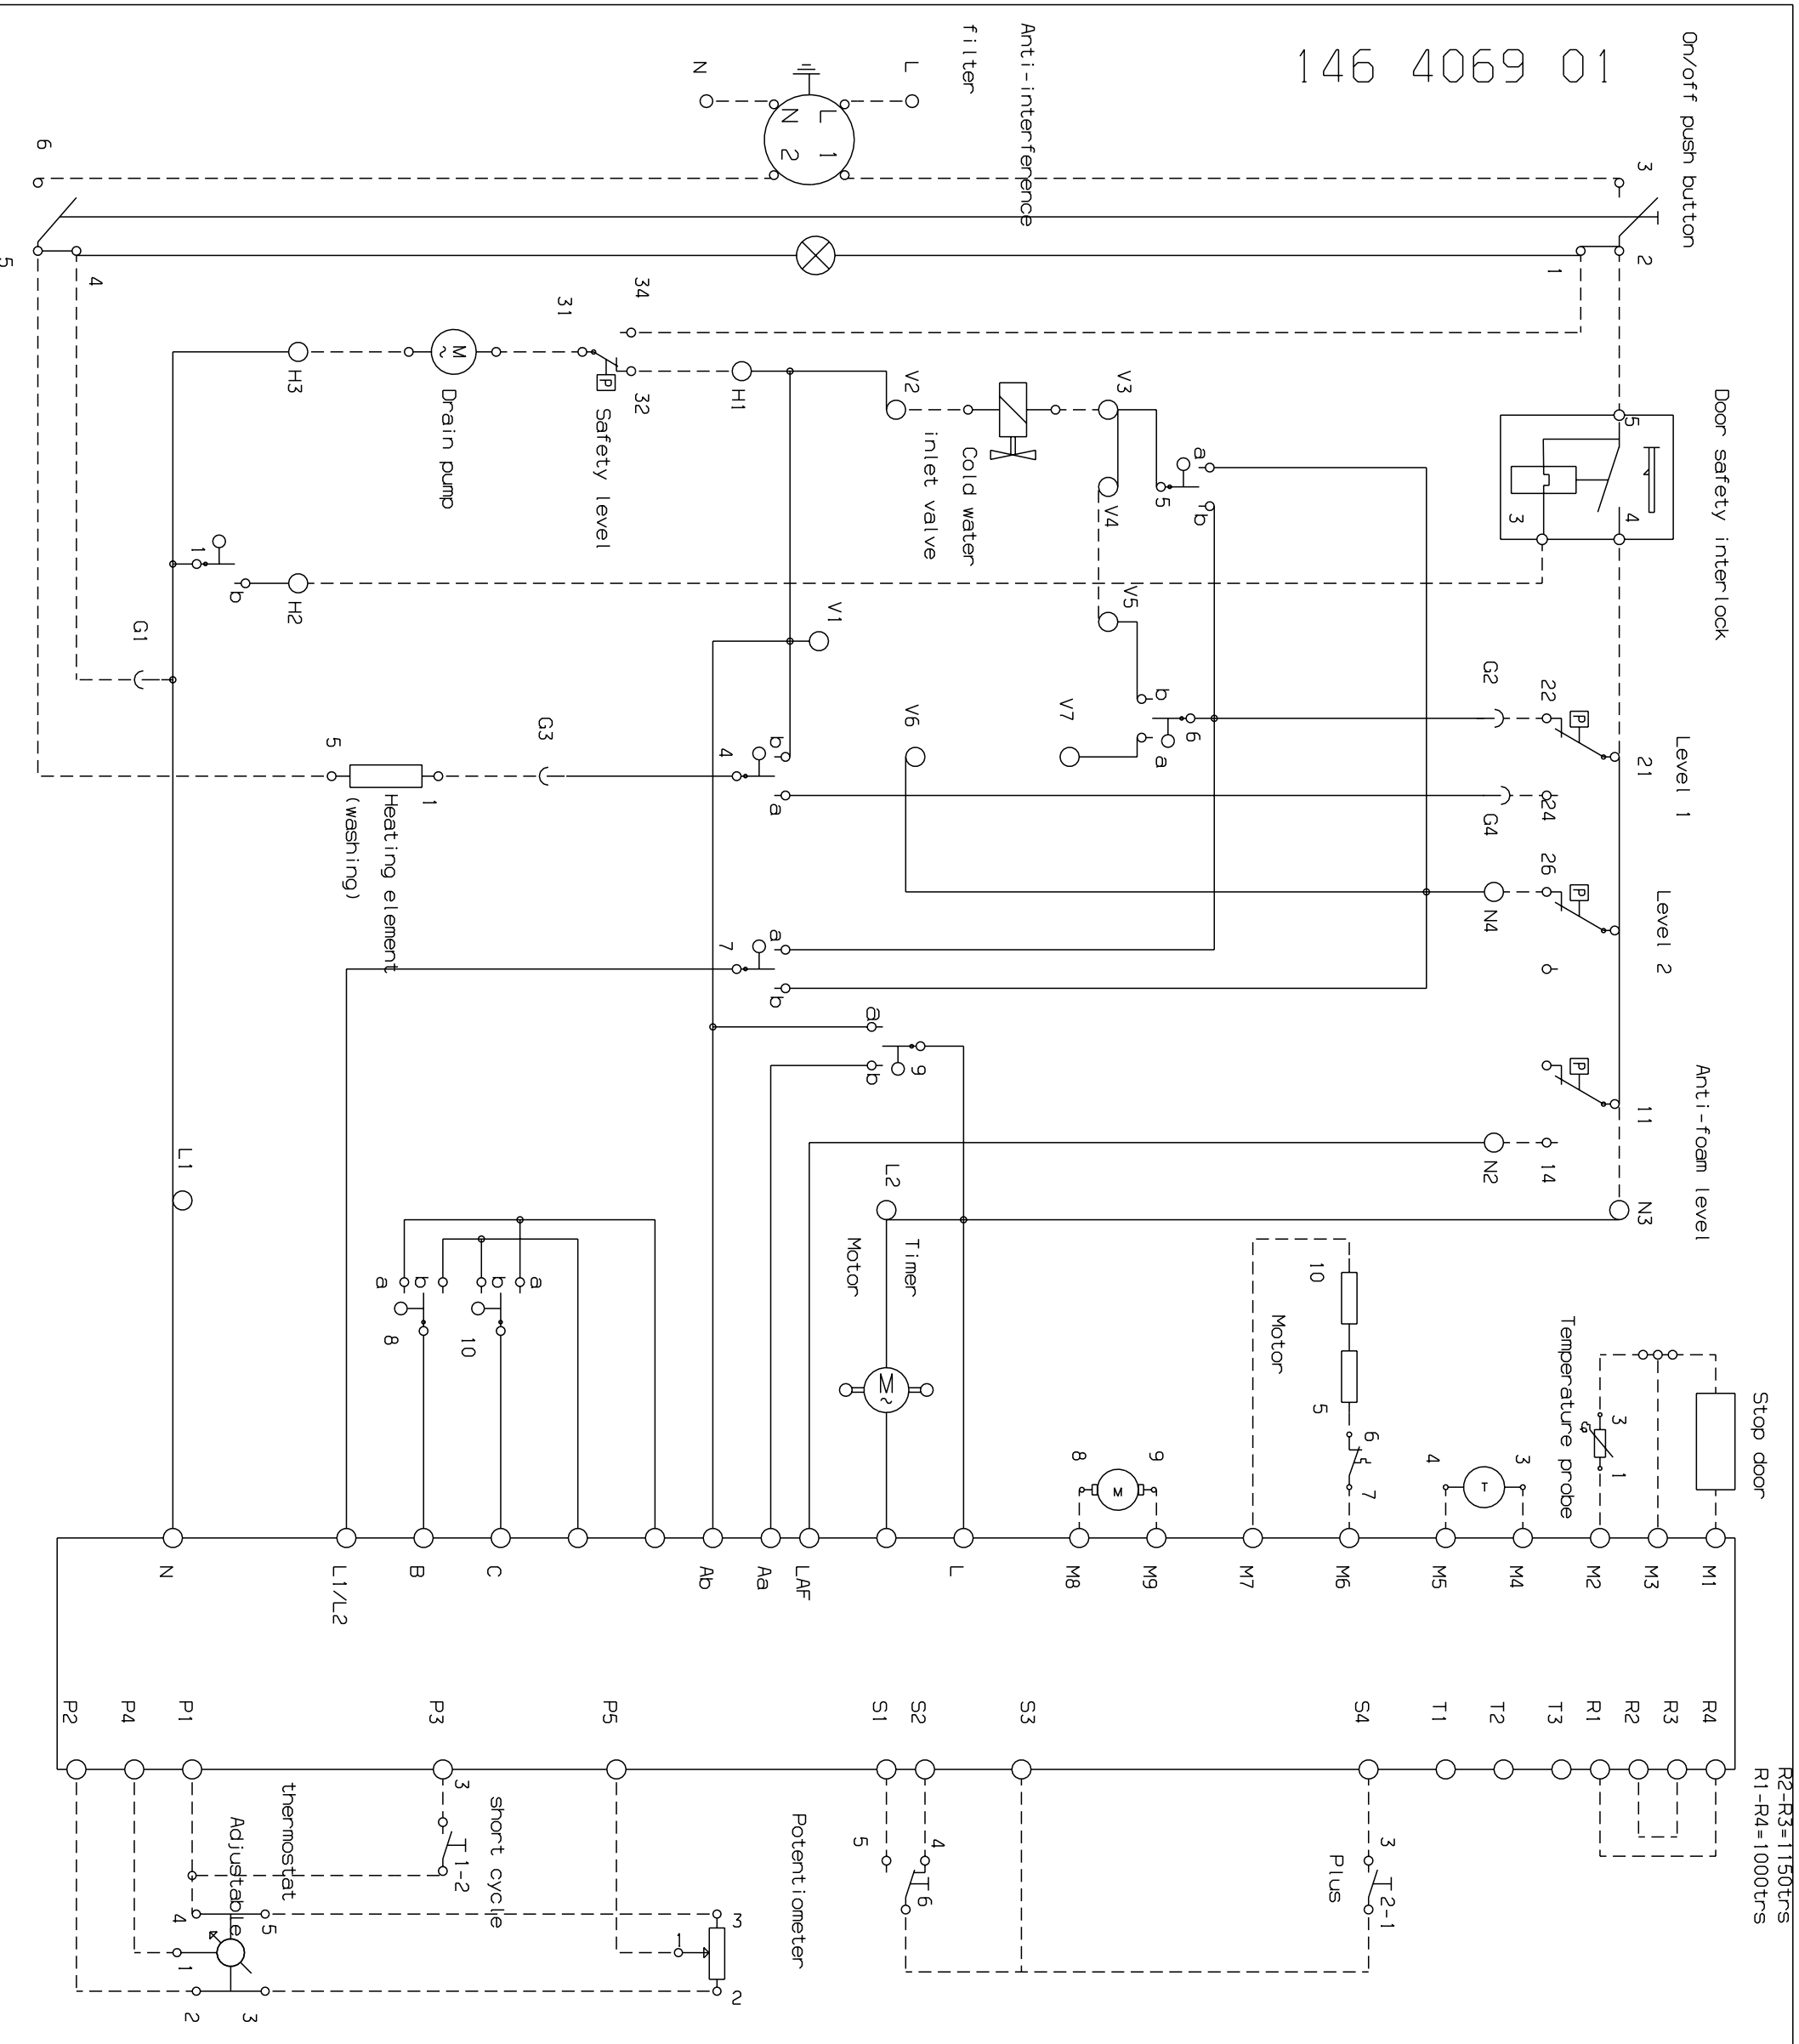 146 4069 01
On/off push button
3
2
1
Anti-interference
filter
L
N
L 1
N 2
6
5
4
34
31
32
Door safety interlock
5
4
3
H3
M
~
Drain pump
P
Safety level
H1
V2
Cold water
inlet valve
V3
V4
a
5
b
1
b
H2
G1
V1
V5
b
6
a
V6
V7
G2
22
P
21
Level 1
G4
24
5
1
Heating element
(washing)
G3
b
4
a
26
P
Level 2
N4
a
7
b
a
9
b
Anti-foam level
P
11
14
N2
N3
L1
L2
Timer
Motor
M
~
a
b
8
b
a
10
10
Motor
5
6
7
8
M
9
4
T
3
Temperature probe
3
1
Stop door
N
L1/L2
B
C
Ab
Aa
LAF
L
M8
M9
M7
M6
M5
M4
M2
M3
M1
P2
P4
P1
P3
P5
S1
S2
S3
S4
T1
T2
T3
R1
R2
R3
R4
R2-R3=1150trs
R1-R4=1000trs
Adjustable
thermostat
4
5
1
2
3
3
1-2
short cycle
Potentiometer
3
1
2
5
4
6
3
2-1
Plus